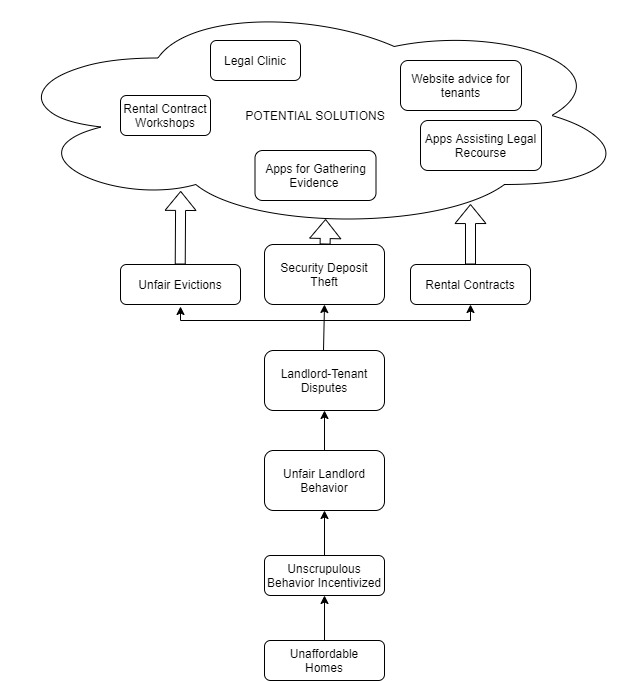 Legal Clinic
Website advice for
tenants
Rental Contract
Workshops
POTENTIAL SOLUTIONS
Apps Assisting Legal
Recourse
Apps for Gathering
Evidence
Unfair Evictions
Security Deposit
Theft
Rental Contracts
Landlord-Tenant
Disputes
Unfair Landlord
Behavior
Unscrupulous
Behavior Incentivized
Unaffordable
Homes